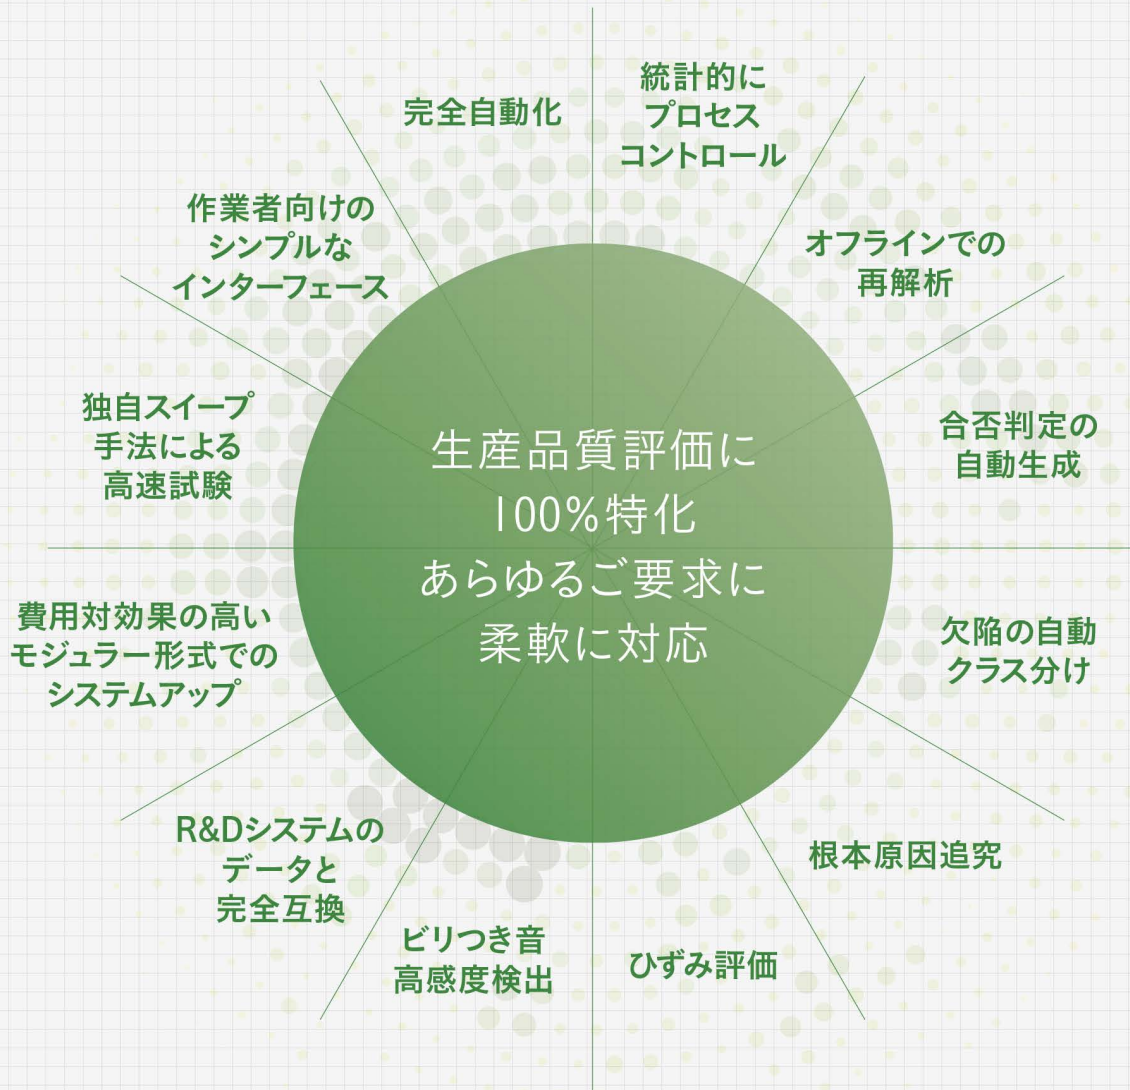 完全自動化
統計的に
プロセス
コントロール
オフラインでの
再解析
合否判定の
自動生成
欠陥の自動
クラス分け
根本原因追究
ひずみ評価
ビリつき音
高感度検出
R&Dシステムの
データと
完全互換
費用対効果の高い
モジュラー形式での
システムアップ
独自スイープ
手法による
高速試験
作業者向けの
シンプルな
インターフェース
生産品質評価に
100%特化
あらゆるご要求に
柔軟に対応